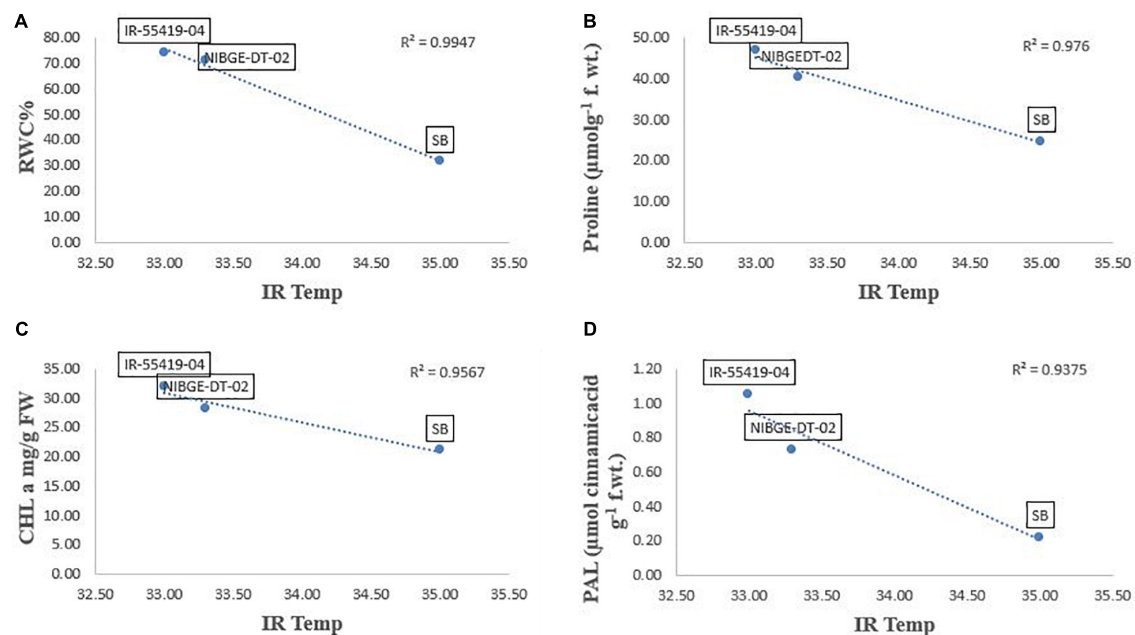 A
RWC%
80.00
70.00
60.00
50.00
40.00
30.00
20.00
10.00
0.00
IR-55419-04
NIBGE-DT-02
SB
R² = 0.9947
32.50 33.00 33.50 34.00 34.50 35.00 35.50
IR Temp
B
Proline (µmolg⁻¹ f. wt.)
50.00
40.00
30.00
20.00
10.00
0.00
IR-55419-04
NIBGEDT-02
SB
R² = 0.976
32.50 33.00 33.50 34.00 34.50 35.00 35.50
IR Temp
C
CHL a mg/g FW
35.00
30.00
25.00
20.00
15.00
10.00
5.00
0.00
IR-55419-04
NIBGE-DT-02
SB
R² = 0.9567
32.50 33.00 33.50 34.00 34.50 35.00 35.50
IR Temp
D
PAL (µmol cinnamicacid
g⁻¹ f.wt.)
1.20
1.00
0.80
0.60
0.40
0.20
0.00
IR-55419-04
NIBGE-DT-02
SB
R² = 0.9375
32.50 33.00 33.50 34.00 34.50 35.00 35.50
IR Temp